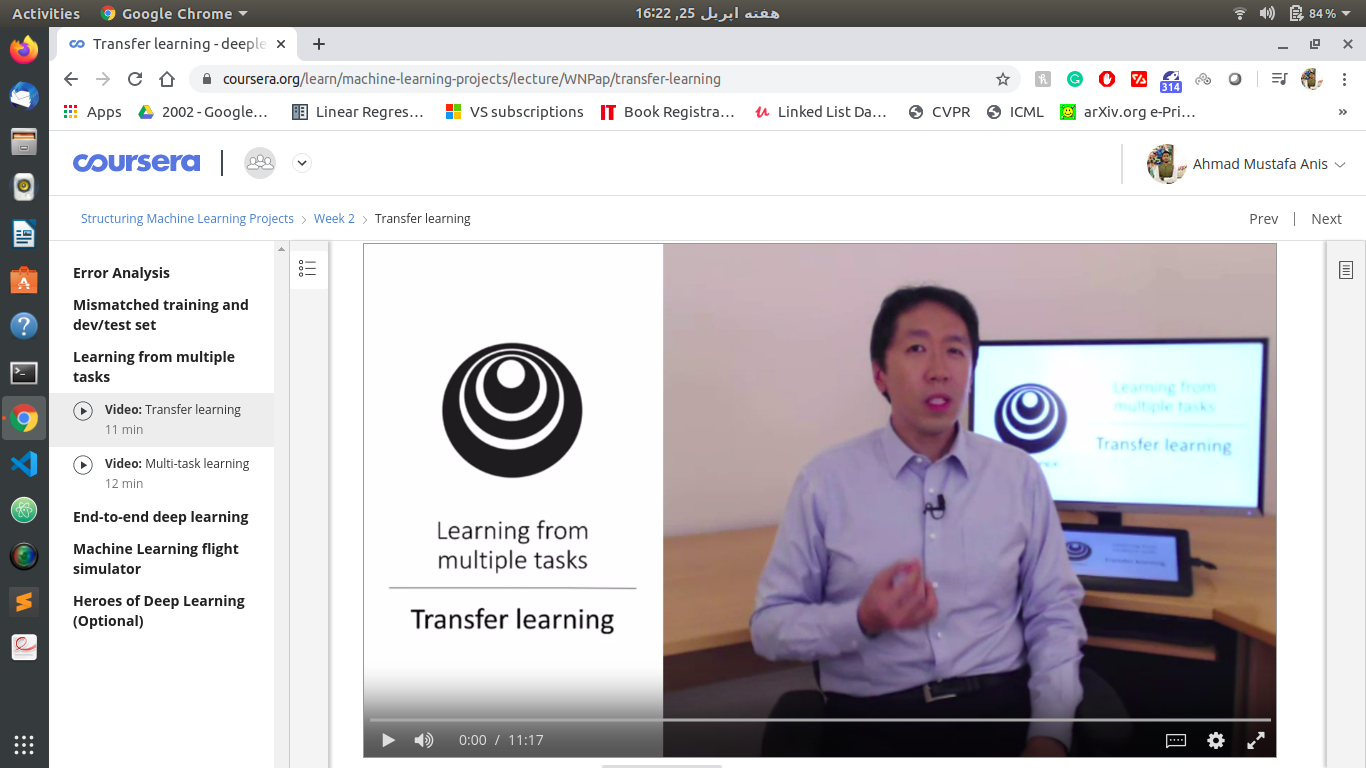 Activities
Google Chrome
هفته اپریل 25, 16:22
84 %
Transfer learning - deeple
coursera.org/learn/machine-learning-projects/lecture/WNPap/transfer-learning
314
Apps
2002 - Google…
Linear Regres…
VS subscriptions
Book Registra…
Linked List Da…
CVPR
ICML
arXiv.org e-Pri…
»
coursera
Ahmad Mustafa Anis
Structuring Machine Learning Projects
Week 2
Transfer learning
Prev
Next
Error Analysis
Mismatched training and
dev/test set
Learning from multiple
tasks
Video: Transfer learning
11 min
Video: Multi-task learning
12 min
End-to-end deep learning
Machine Learning flight
simulator
Heroes of Deep Learning
(Optional)
Learning from
multiple tasks
Transfer learning
Learning from
multiple tasks
Transfer learning
Transfer learning
0:00 / 11:17